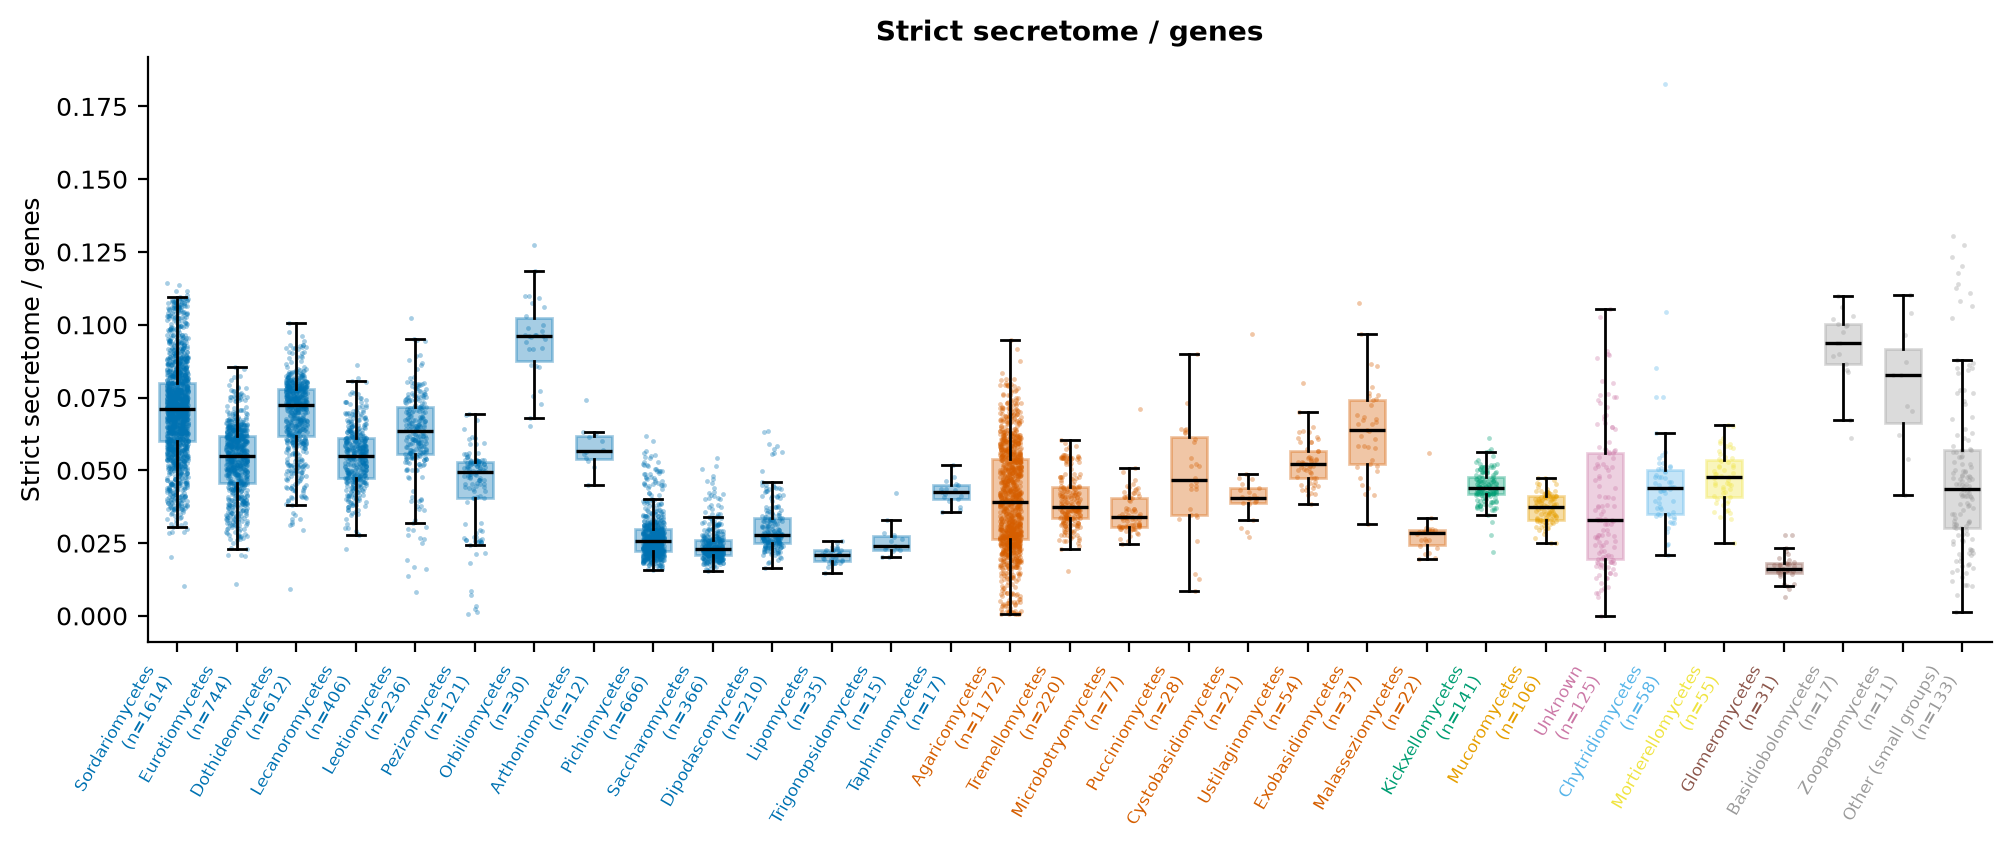 Strict secretome / genes
Strict secretome / genes
0.175
0.150
0.125
0.100
0.075
0.050
0.025
0.000
Sordariomycetes
(n=1614)
Eurotiomycetes
(n=744)
Dothideomycetes
(n=612)
Lecanoromycetes
(n=406)
Leotiomycetes
(n=236)
Pezizomycetes
(n=121)
Orbiliomycetes
(n=30)
Arthoniomycetes
(n=12)
Pichiomycetes
(n=666)
Saccharomycetes
(n=366)
Dipodascomycetes
(n=210)
Lipomycetes
(n=35)
Trigonopsidomycetes
(n=15)
Taphrinomycetes
(n=17)
Agaricomycetes
(n=1172)
Tremellomycetes
(n=220)
Microbotryomycetes
(n=77)
Pucciniomycetes
(n=28)
Cystobasidiomycetes
(n=21)
Ustilaginomycetes
(n=54)
Exobasidiomycetes
(n=37)
Malasseziomycetes
(n=22)
Kickxellomycetes
(n=141)
Mucoromycetes
(n=106)
Unknown
(n=125)
Chytridiomycetes
(n=58)
Mortierellomycetes
(n=55)
Glomeromycetes
(n=31)
Basidiobolomycetes
(n=17)
Zoopagomycetes
(n=11)
Other (small groups)
(n=133)